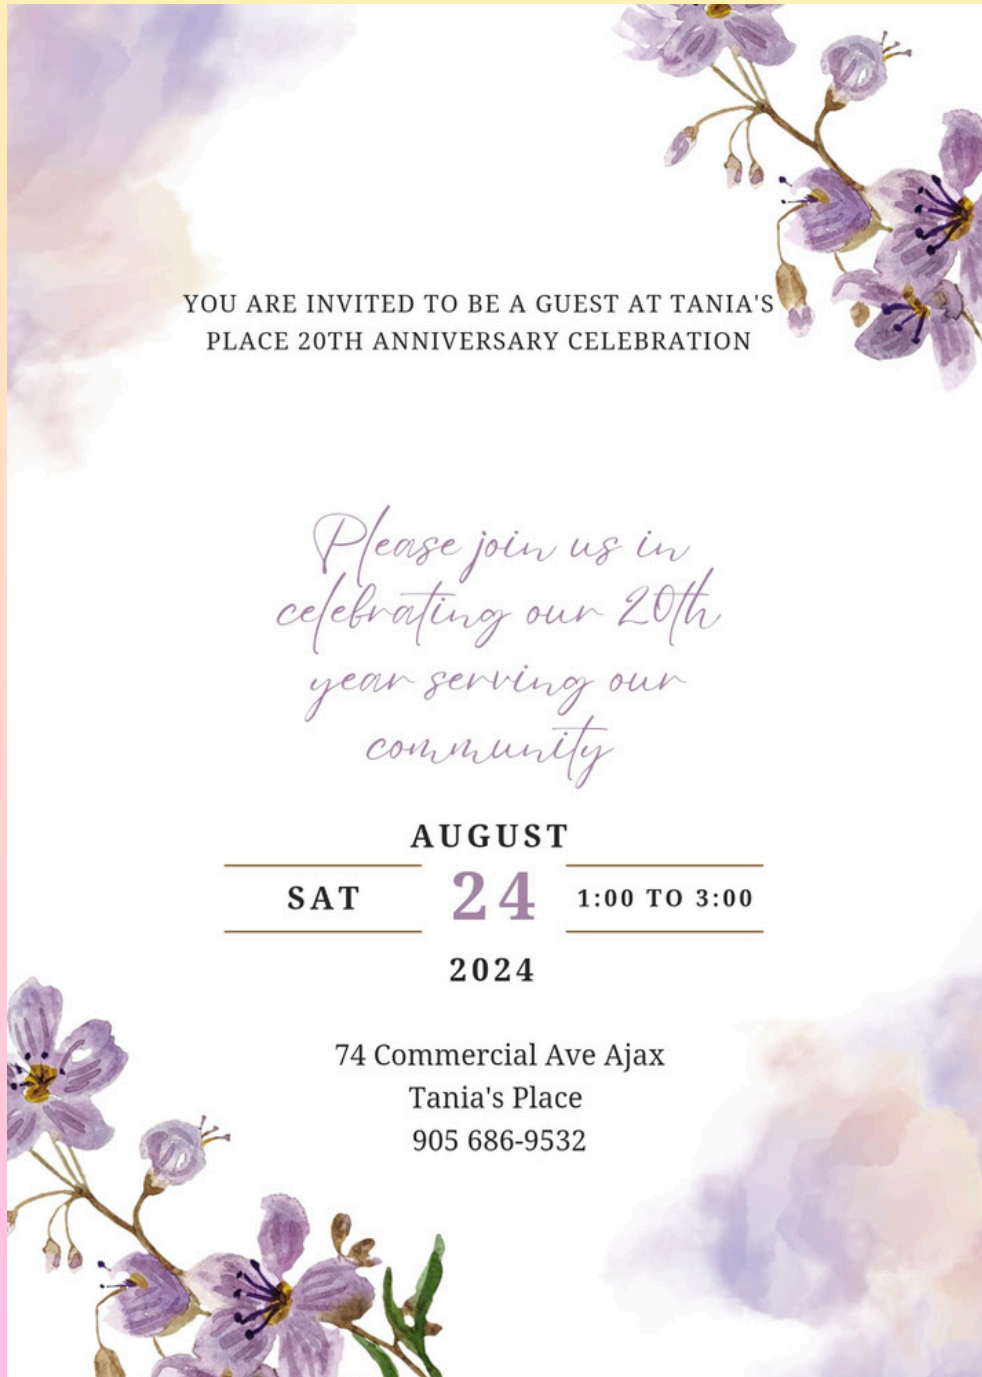 YOU ARE INVITED TO BE A GUEST AT TANIA'S
PLACE 20TH ANNIVERSARY CELEBRATION
Please join us in
celebrating our 20th
year serving our
community
AUGUST
SAT 24 1:00 TO 3:00
2024
74 Commercial Ave Ajax
Tania's Place
905 686-9532